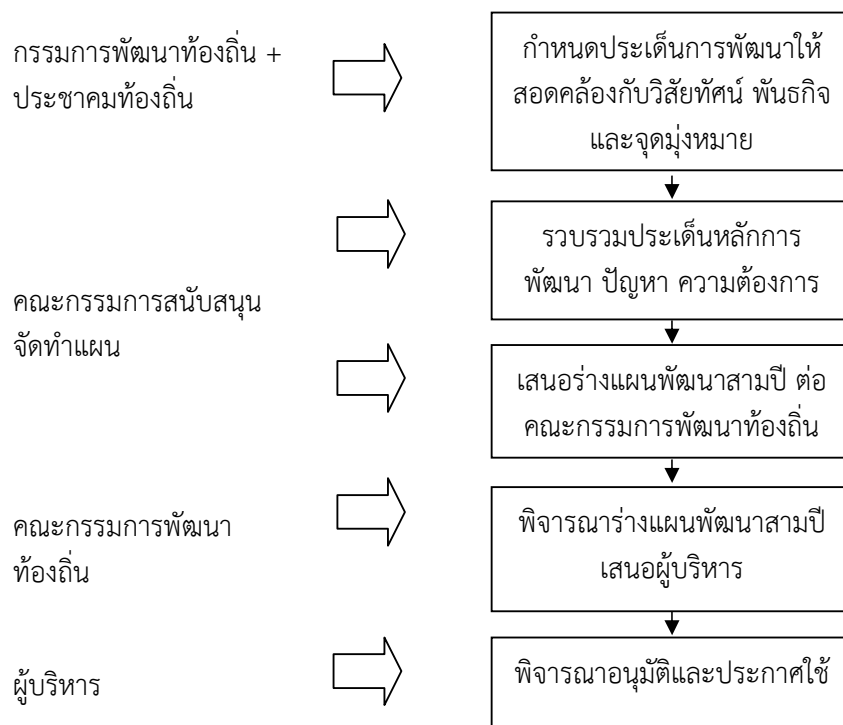 กรรมการพัฒนาท้องถิ่น +
ประชาคมท้องถิ่น
กำหนดประเด็นการพัฒนาให้
สอดคล้องกับวิสัยทัศน์ พันธกิจ
และจุดมุ่งหมาย
คณะกรรมการสนับสนุน
จัดทำแผน
รวบรวมประเด็นหลักการ
พัฒนา ปัญหา ความต้องการ
เสนอร่างแผนพัฒนาสามปี ต่อ
คณะกรรมการพัฒนาท้องถิ่น
คณะกรรมการพัฒนา
ท้องถิ่น
พิจารณาร่างแผนพัฒนาสามปี
เสนอผู้บริหาร
ผู้บริหาร
พิจารณาอนุมัติและประกาศใช้